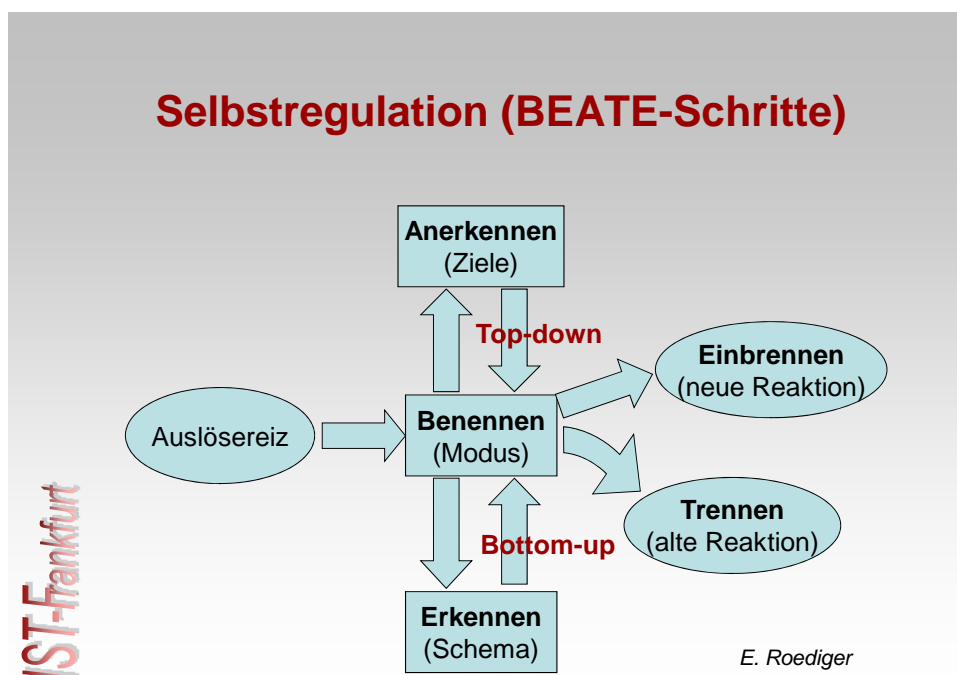 Selbstregulation (BEATE-Schritte)
Anerkennen
(Ziele)
Top-down
Einbrennen
(neue Reaktion)
Auslösereiz
Benennen
(Modus)
Trennen
(alte Reaktion)
Bottom-up
Erkennen
(Schema)
IST-Frankfurt
E. Roediger